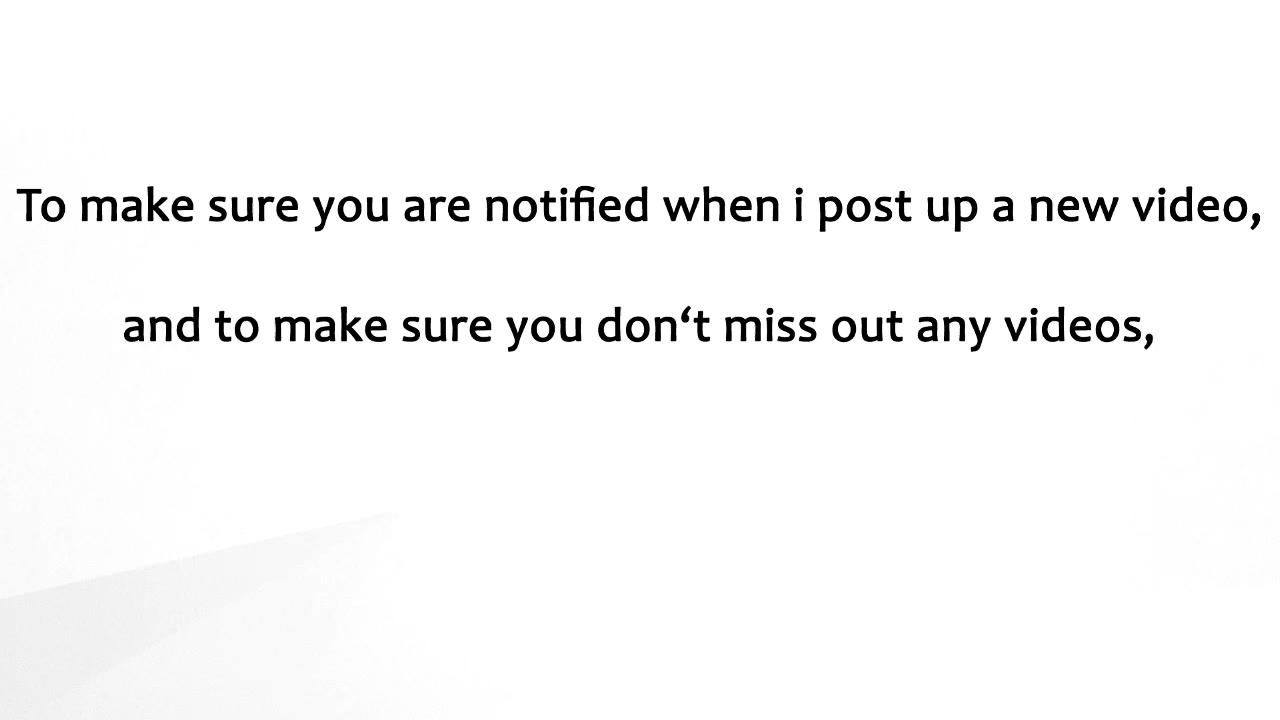 To make sure you are notified when i post up a new video,
and to make sure you don‘t miss out any videos,